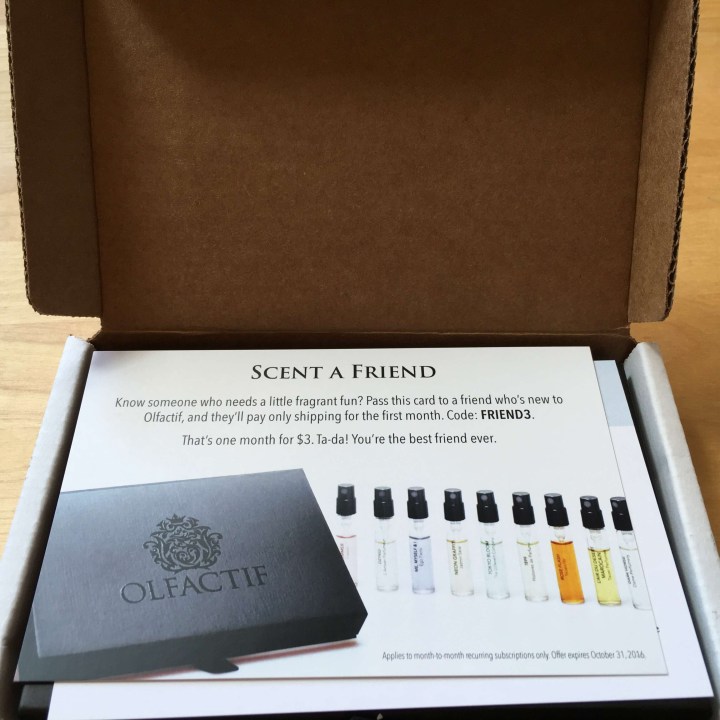 SCENT A FRIEND
Know someone who needs a little fragrant fun? Pass this card to a friend who's new to
Olfactif, and they'll pay only shipping for the first month. Code: FRIEND3.
That's one month for $3. Ta-da! You're the best friend ever.
OLFACTIF
ME, MYSELF & I
Applies to month-to-month recurring subscriptions only. Offer expires October 31, 2016.